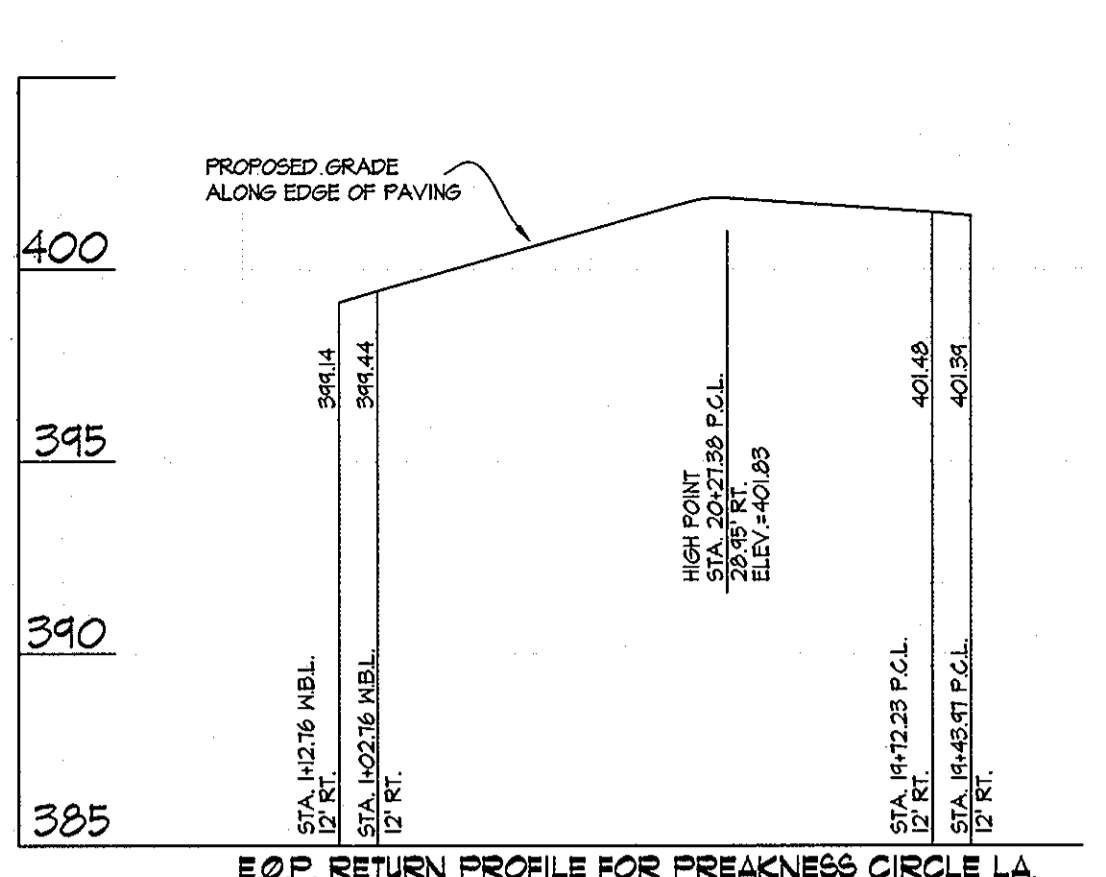 PROPOSED GRADE
ALONG EDGE OF PAVING
400
395
390
385
399.14
399.44
401.48
401.39
HIGH POINT
STA. 20+27.38 P.C.L.
28.95' RT.
ELEV.=401.83
STA. 1+12.76 W.B.L.
12' RT.
STA. 1+02.76 W.B.L.
12' RT.
STA. 19+72.23 P.C.L.
12' RT.
STA. 19+43.97 P.C.L.
12' RT.
E.O.P. RETURN PROFILE FOR PREAKNESS CIRCLE LA.